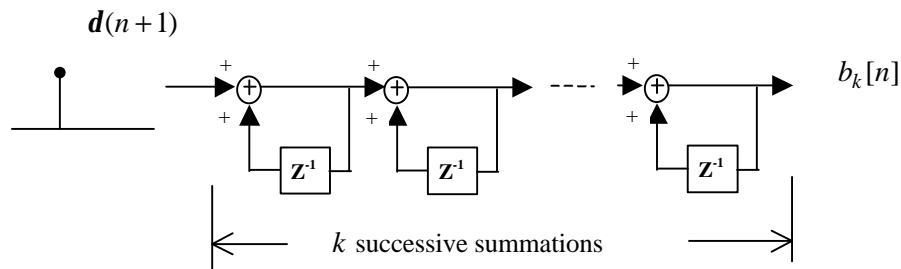 d(n + 1)
b_k[n]
+ + +
+ + +
+ + +
Z⁻¹ Z⁻¹ Z⁻¹
k successive summations